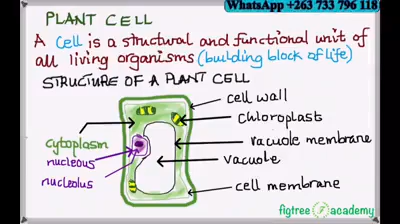 WhatsApp +263 733 796 118
PLANT CELL
A Cell is a structural and functional unit of
all living organisms (building block of life)
STRUCTURE OF A PLANT CELL
cell wall
chloroplast
cytoplasm
vacuole membrane
nucleous
vacuole
nucleolus
cell membrane
figtree academy